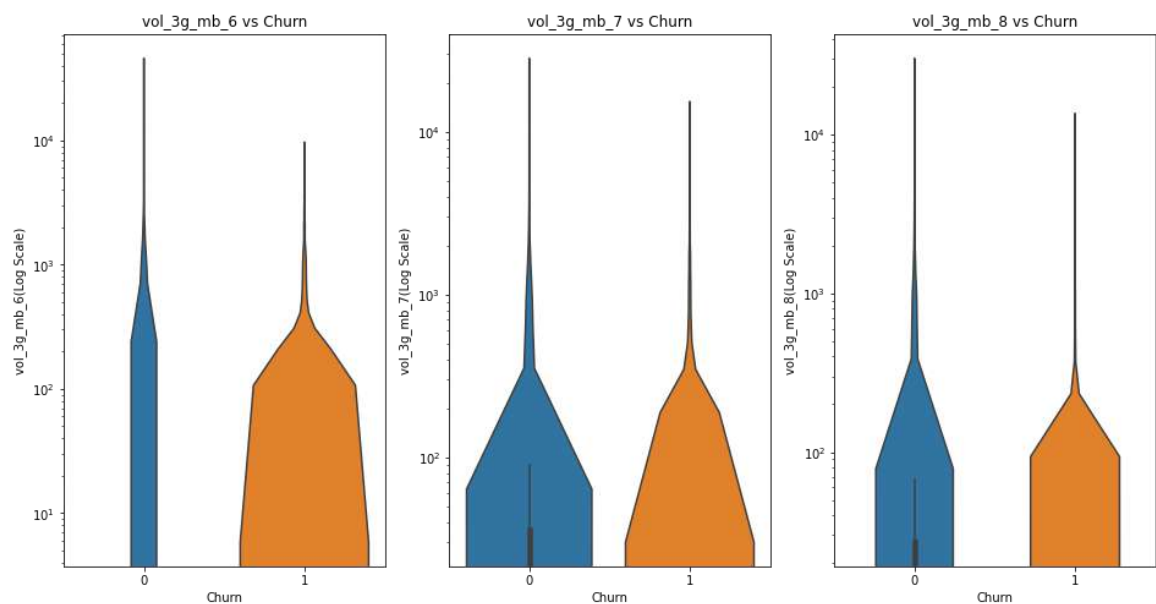 vol_3g_mb_6 vs Churn
vol_3g_mb_6(Log Scale)
10⁴
10³
10²
10¹
0 1
Churn
vol_3g_mb_7 vs Churn
vol_3g_mb_7(Log Scale)
10⁴
10³
10²
0 1
Churn
vol_3g_mb_8 vs Churn
vol_3g_mb_8(Log Scale)
10⁴
10³
10²
0 1
Churn